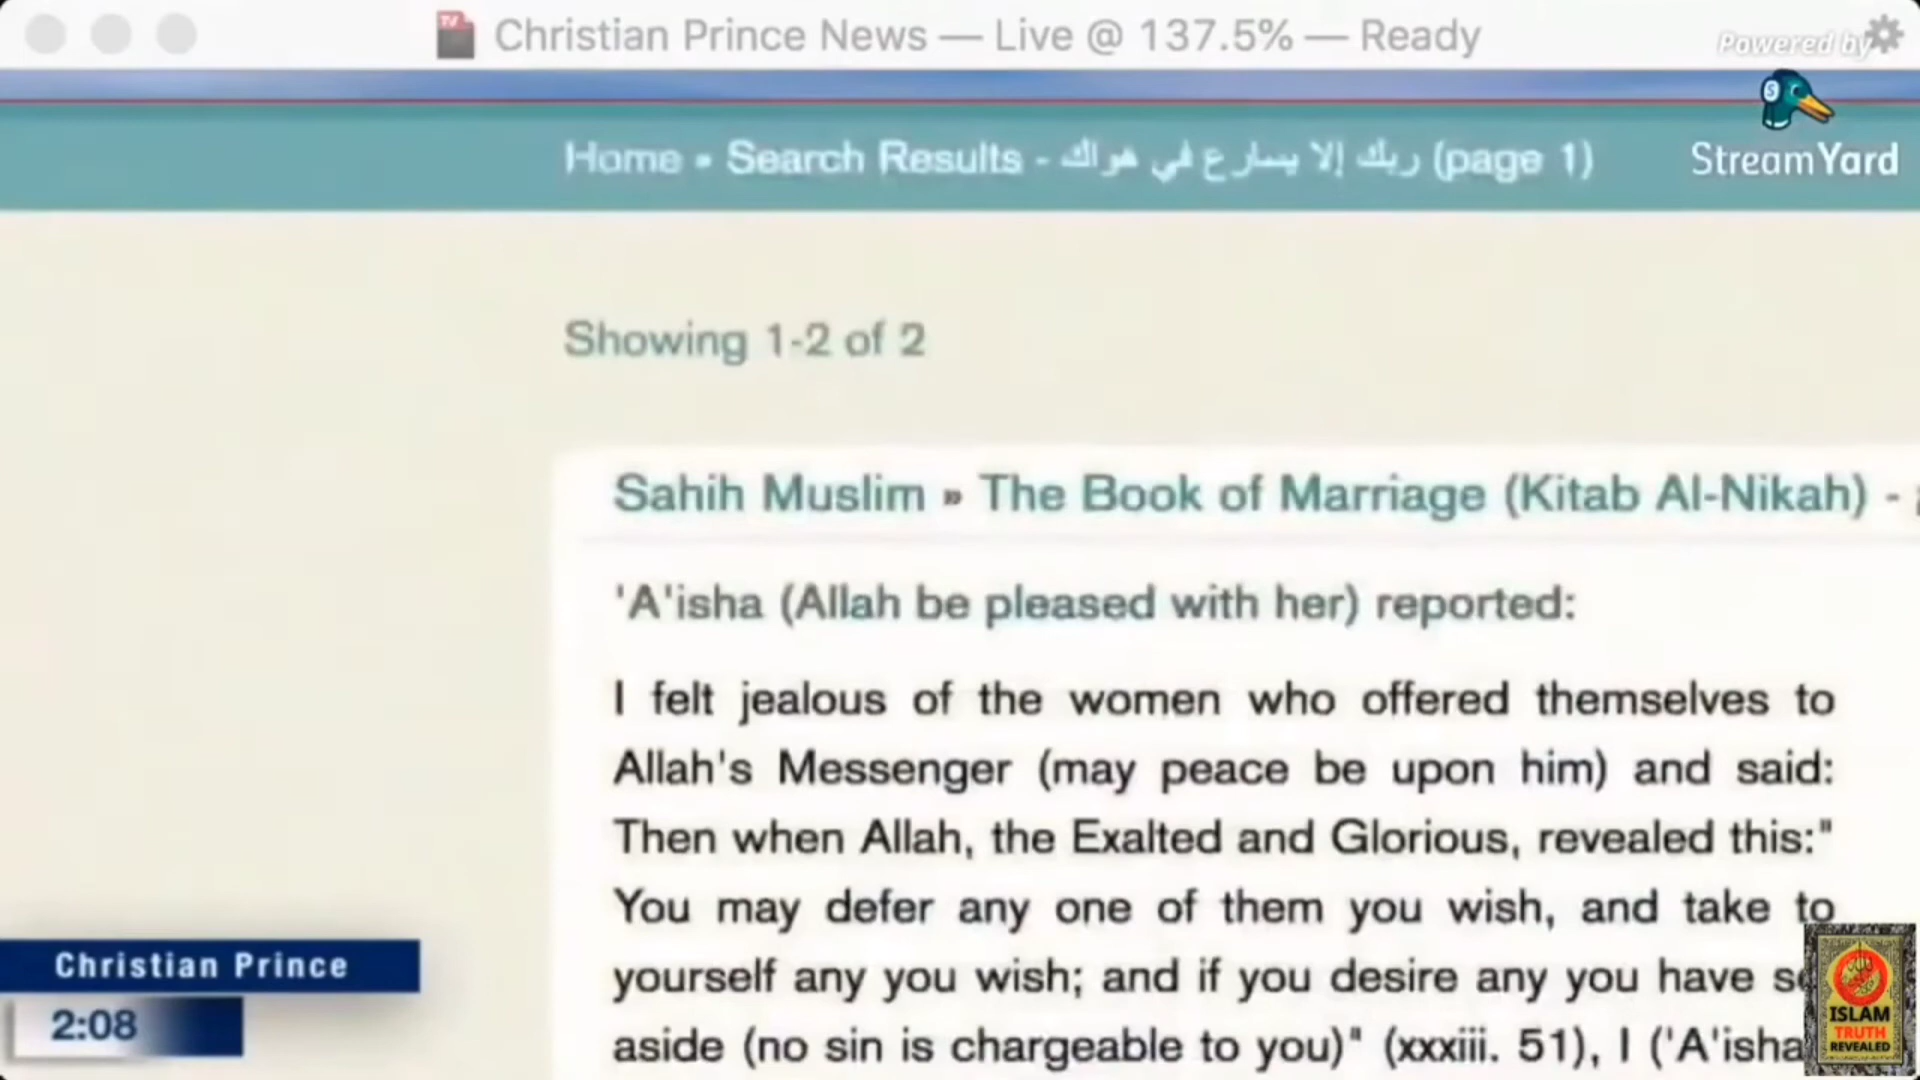 Christian Prince News — Live @ 137.5% — Ready
Powered by
StreamYard
Home » Search Results - ربك إلا يسارع في هواك (page 1)
Showing 1-2 of 2
Sahih Muslim » The Book of Marriage (Kitab Al-Nikah) -
'A'isha (Allah be pleased with her) reported:
I felt jealous of the women who offered themselves to
Allah's Messenger (may peace be upon him) and said:
Then when Allah, the Exalted and Glorious, revealed this:"
You may defer any one of them you wish, and take to
yourself any you wish; and if you desire any you have
aside (no sin is chargeable to you)" (xxxiii. 51), I ('A'isha
Christian Prince
2:08
ISLAM
TRUTH
REVEALED